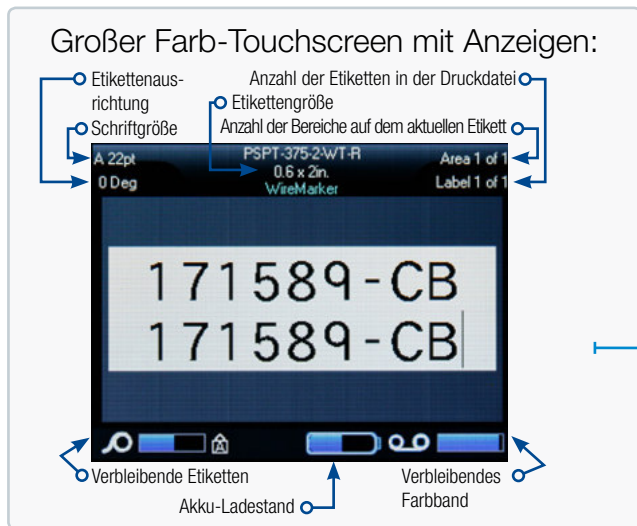 Großer Farb-Touchscreen mit Anzeigen:
Etikettenaus-
richtung
Anzahl der Etiketten in der Druckdatei
Etikettengröße
Schriftgröße
Anzahl der Bereiche auf dem aktuellen Etikett
A 22pt
PSPT-375-2-WT-R
Area 1 of 1
0 Deg
0.6 x 2in.
Label 1 of 1
WireMarker
171589-CB
171589-CB
A
Verbleibende Etiketten
Verbleibendes
Farbband
Akku-Ladestand